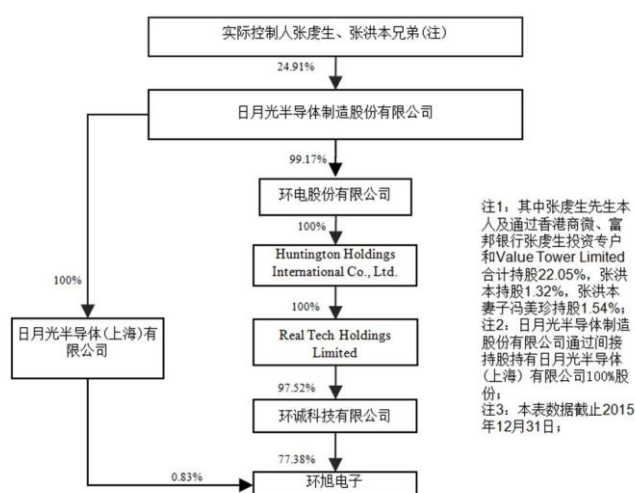 实际控制人张虔生、张洪本兄弟(注)
24.91%
日月光半导体制造股份有限公司
99.17%
环电股份有限公司
100%
Huntington Holdings
International Co., Ltd.
100%
100%
日月光半导体(上海)有
限公司
Real Tech Holdings
Limited
97.52%
环诚科技有限公司
77.38%
0.83%
环旭电子
注1：其中张虔生先生本
人及通过香港商微、富
邦银行张虔生投资专户
和Value Tower Limited
合计持股22.05%，张洪
本持股1.32%，张洪本
妻子冯美珍持股1.54%；
注2：日月光半导体制造
股份有限公司通过间接
持股持有日月光半导体
(上海) 有限公司100%股
份；
注3：本表数据截止2015
年12月31日；